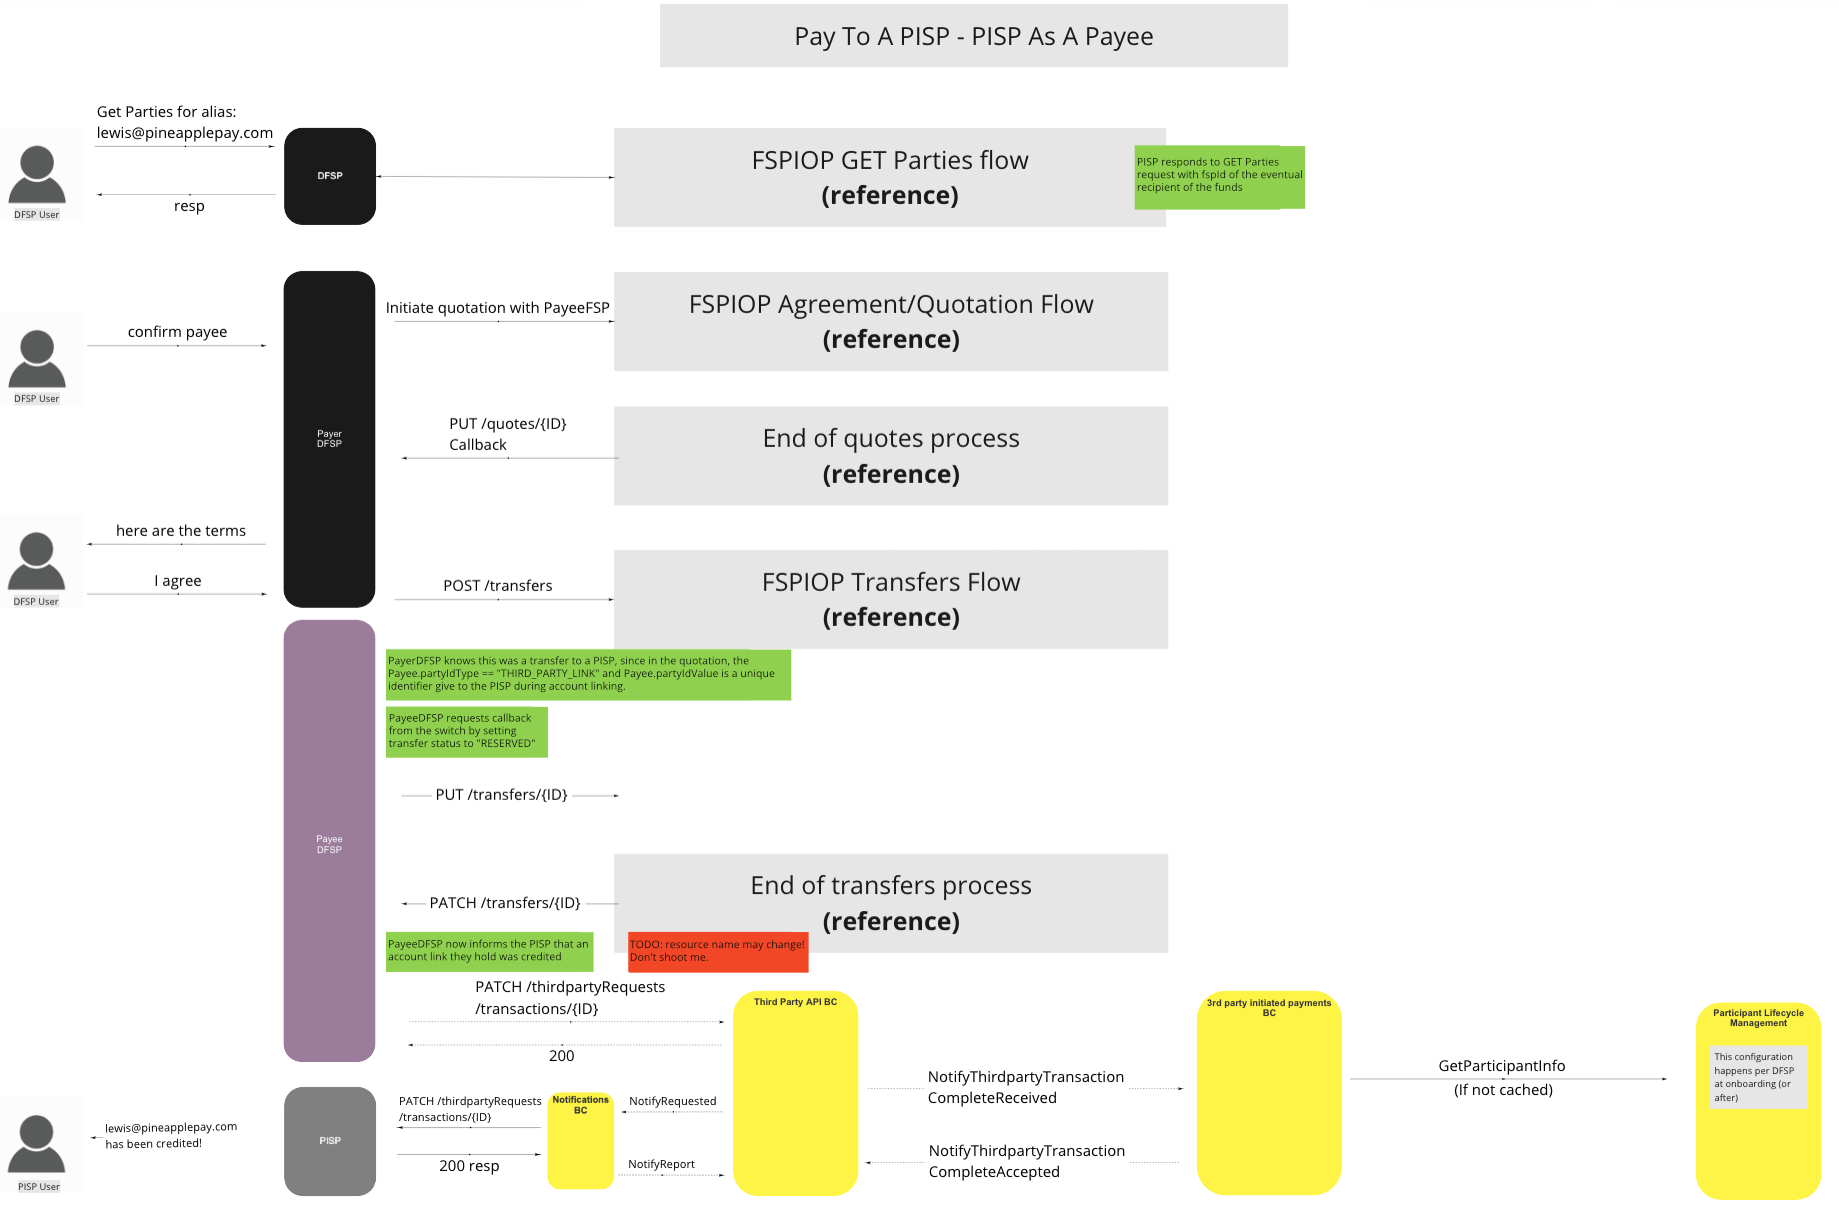 Pay To A PISP - PISP As A Payee
Get Parties for alias:
lewis@pineapplepay.com
resp
DFSP User
DFSP
FSPIOP GET Parties flow
(reference)
PISP responds to GET Parties
request with fspId of the eventual
recipient of the funds
DFSP User
confirm payee
Payer
DFSP
Initiate quotation with PayeeFSP
FSPIOP Agreement/Quotation Flow
(reference)
PUT /quotes/{ID}
Callback
End of quotes process
(reference)
here are the terms
I agree
DFSP User
POST /transfers
FSPIOP Transfers Flow
(reference)
PayerDFSP knows this was a transfer to a PISP, since in the quotation, the
Payee.partyIdType == "THIRD_PARTY_LINK" and Payee.partyIdValue is a unique
identifier give to the PISP during account linking.
PayeeDFSP requests callback
from the switch by setting
transfer status to "RESERVED"
PUT /transfers/{ID}
Payee
DFSP
PATCH /transfers/{ID}
End of transfers process
(reference)
PayeeDFSP now informs the PISP that an
account link they hold was credited
TODO: resource name may change!
Don't shoot me.
PATCH /thirdpartyRequests
/transactions/{ID}
200
Third Party API BC
3rd party initiated payments
BC
Participant Lifecycle
Management
This configuration
happens per DFSP
at onboarding (or
after)
NotifyThirdpartyTransaction
CompleteReceived
GetParticipantInfo
(If not cached)
NotifyThirdpartyTransaction
CompleteAccepted
PISP User
lewis@pineapplepay.com
has been credited!
PISP
PATCH /thirdpartyRequests
/transactions/{ID}
200 resp
Notifications
BC
NotifyRequested
NotifyReport